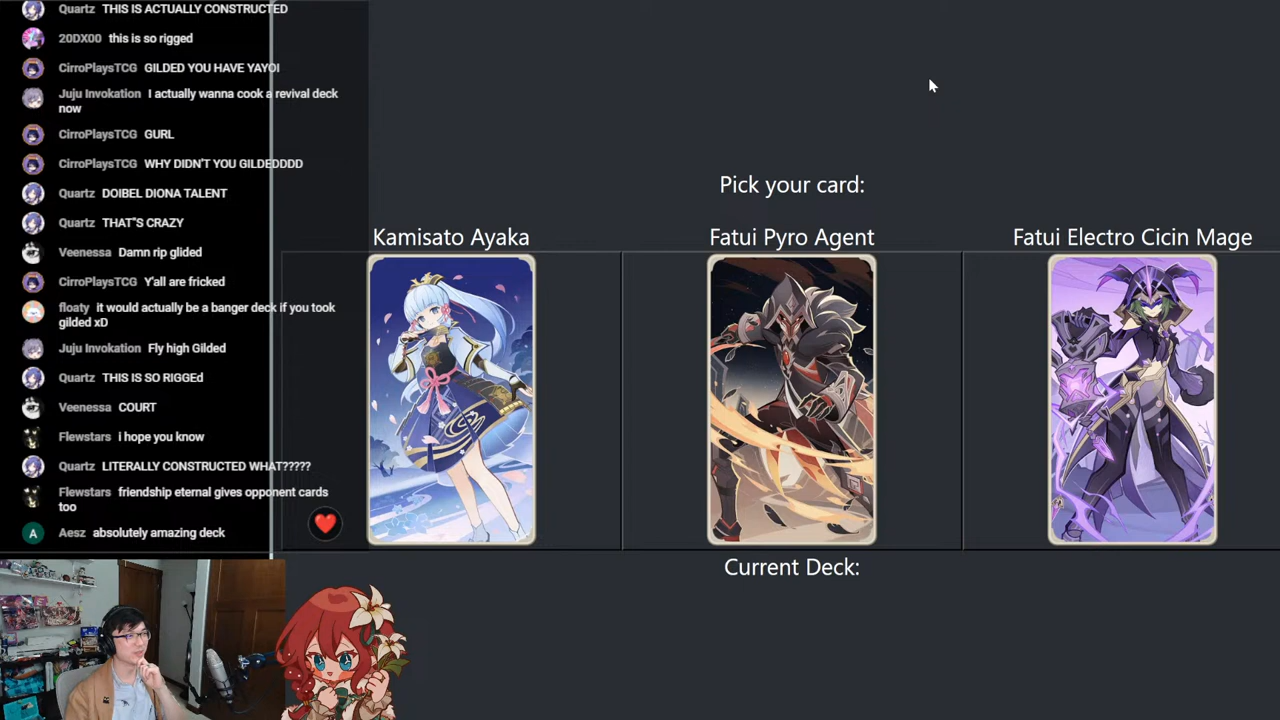 Quartz THIS IS ACTUALLY CONSTRUCTED
20DX00 this is so rigged
CirroPlaysTCG GILDED YOU HAVE YAYOI
Juju Invokation I actually wanna cook a revival deck
now
CirroPlaysTCG GURL
CirroPlaysTCG WHY DIDN'T YOU GILDEDDDD
Quartz DOIBEL DIONA TALENT
Quartz THAT"S CRAZY
Veenessa Damn rip glided
CirroPlaysTCG Y'all are fricked
floaty it would actually be a banger deck if you took
gilded xD
Juju Invokation Fly high Gilded
Quartz THIS IS SO RIGGEd
Veenessa COURT
Flewstars i hope you know
Quartz LITERALLY CONSTRUCTED WHAT?????
Flewstars friendship eternal gives opponent cards
too
A Aesz absolutely amazing deck
Pick your card:
Kamisato Ayaka
Fatui Pyro Agent
Fatui Electro Cicin Mage
Current Deck: